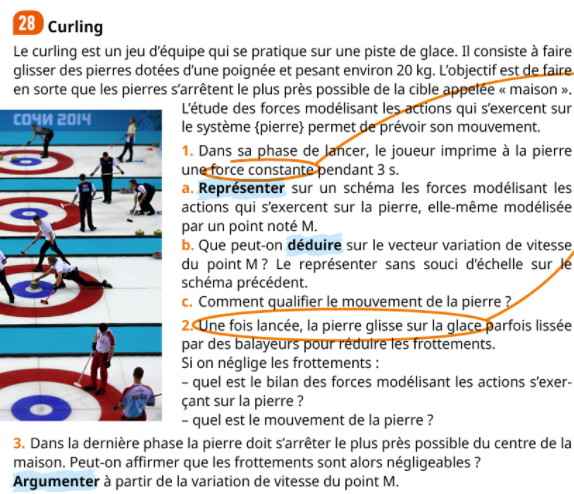 28 Curling
Le curling est un jeu d'équipe qui se pratique sur une piste de glace. Il consiste à faire
glisser des pierres dotées d'une poignée et pesant environ 20 kg. L'objectif est de faire
en sorte que les pierres s'arrêtent le plus près possible de la cible appelée « maison ».
L'étude des forces modélisant les actions qui s'exercent sur
le système {pierre} permet de prévoir son mouvement.
СОЧИ 2014
1. Dans sa phase de lancer, le joueur imprime à la pierre
une force constante pendant 3 s.
a. Représenter sur un schéma les forces modélisant les
actions qui s'exercent sur la pierre, elle-même modélisée
par un point noté M.
b. Que peut-on déduire sur le vecteur variation de vitesse
du point M ? Le représenter sans souci d'échelle sur le
schéma précédent.
c. Comment qualifier le mouvement de la pierre ?
2. Une fois lancée, la pierre glisse sur la glace parfois lissée
par des balayeurs pour réduire les frottements.
Si on néglige les frottements :
– quel est le bilan des forces modélisant les actions s'exer-
çant sur la pierre ?
– quel est le mouvement de la pierre ?
3. Dans la dernière phase la pierre doit s'arrêter le plus près possible du centre de la
maison. Peut-on affirmer que les frottements sont alors négligeables ?
Argumenter à partir de la variation de vitesse du point M.